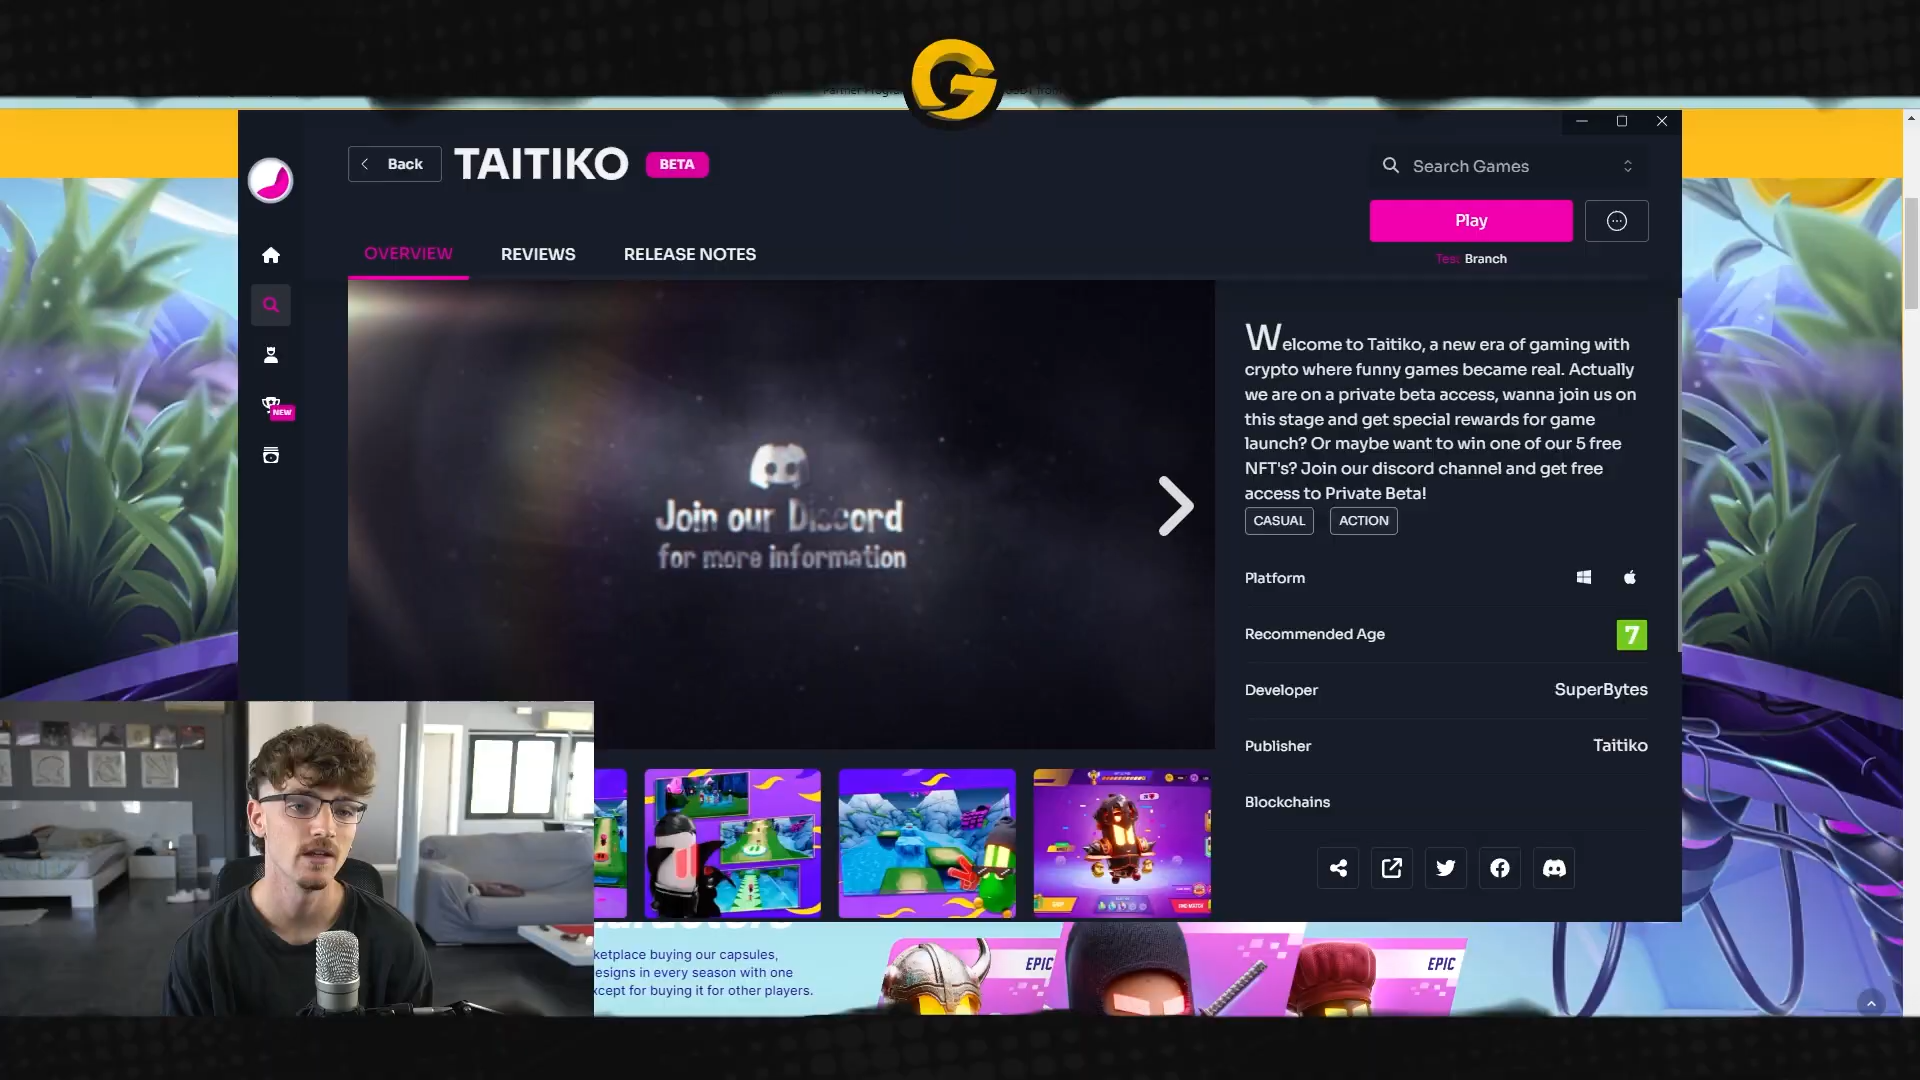 G
Back
TAITIKO
BETA
Search Games
Play
OVERVIEW
REVIEWS
RELEASE NOTES
Test Branch
Join our Discord
for more information
Welcome to Taitiko, a new era of gaming with
crypto where funny games became real. Actually
we are on a private beta access, wanna join us on
this stage and get special rewards for game
launch? Or maybe want to win one of our 5 free
NFT's? Join our discord channel and get free
access to Private Beta!
CASUAL
ACTION
Platform
Recommended Age
7
Developer
SuperBytes
Publisher
Taitiko
Blockchains
NEW
ketplace buying our capsules,
esigns in every season with one
xcept for buying it for other players.
EPIC
EPIC